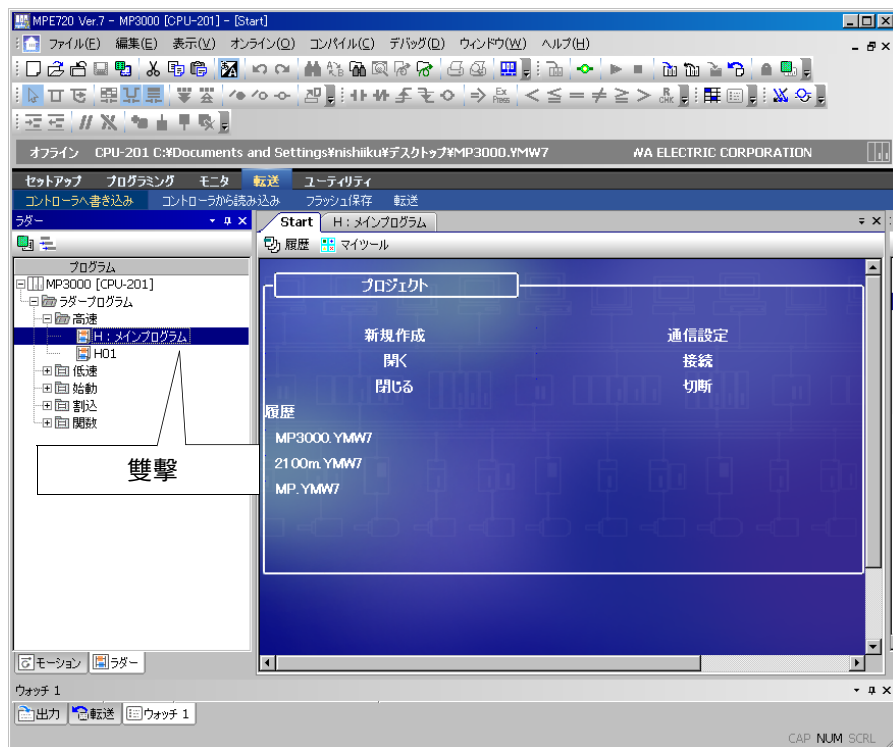 MPE720 Ver.7 - MP3000 [CPU-201] - [Start]
ファイル(F) 編集(E) 表示(V) オンライン(O) コンパイル(C) デバッグ(D) ウィンドウ(W) ヘルプ(H)
オフライン CPU-201 C:¥Documents and Settings¥nishiiku¥デスクトップ¥MP3000.YMW7 WA ELECTRIC CORPORATION
セットアップ プログラミング モニタ 転送 ユーティリティ
コントローラへ書き込み コントローラから読み込み フラッシュ保存 転送
ラダー
Start H : メインプログラム
履歴 マイツール
プログラム
MP3000 [CPU-201]
ラダープログラム
高速
H : メインプログラム
H01
低速
始動
割込
関数
雙擊
プロジェクト
新規作成 通信設定
開く 接続
閉じる 切断
履歴
MP3000.YMW7
2100m.YMW7
MP.YMW7
モーション ラダー
ウォッチ 1
出力 転送 ウォッチ 1
CAP NUM SCRL